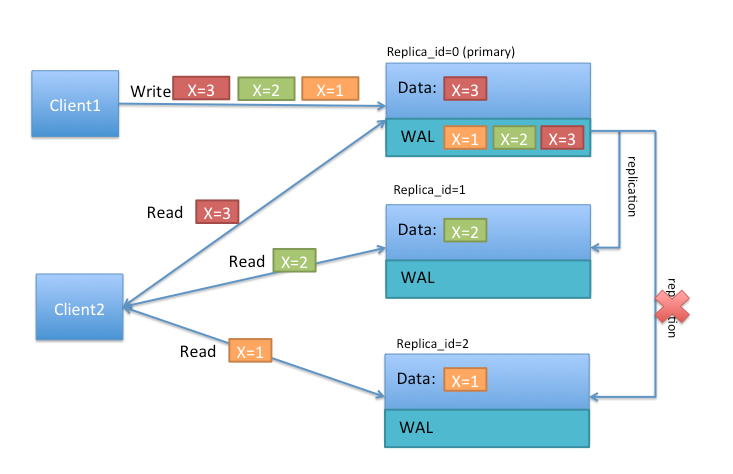 Replica_id=0 (primary)
Client1
Write X=3 X=2 X=1
Data: X=3
WAL X=1 X=2 X=3
replication
Replica_id=1
Read X=3
Data: X=2
Read X=2
WAL
Client2
Replica_id=2
Read X=1
Data: X=1
WAL